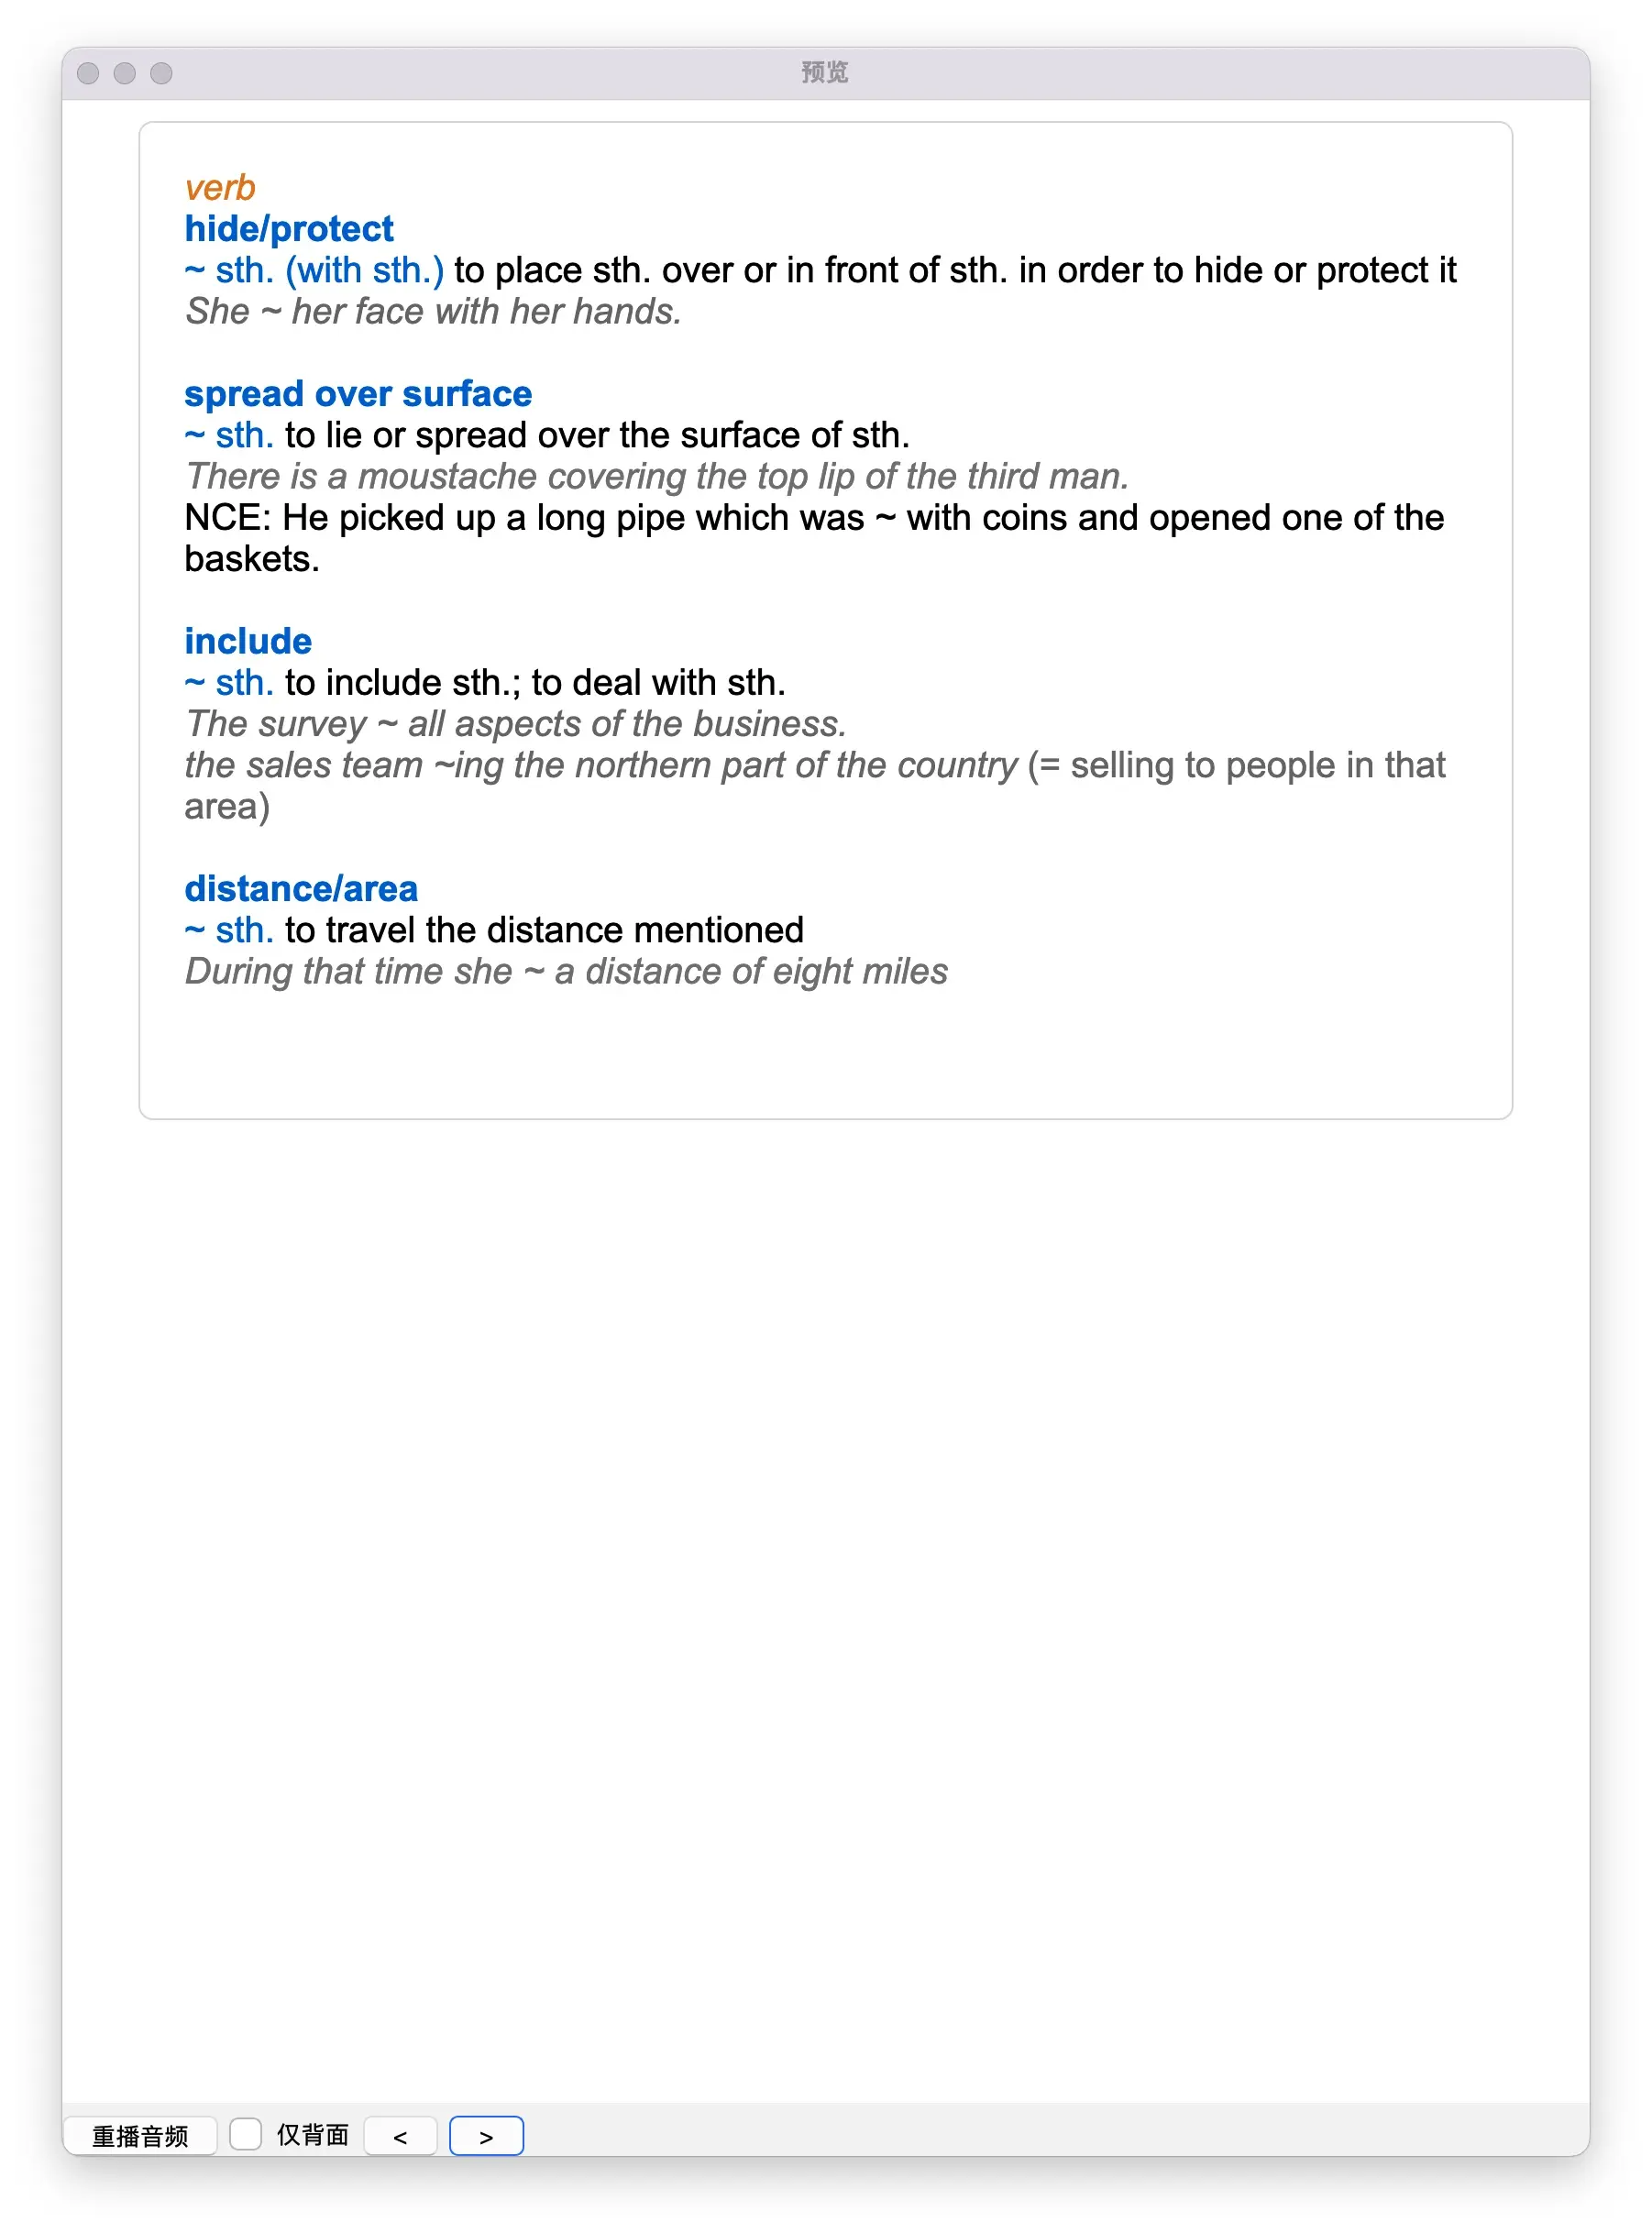 预览
verb
hide/protect
~ sth. (with sth.) to place sth. over or in front of sth. in order to hide or protect it
She ~ her face with her hands.
spread over surface
~ sth. to lie or spread over the surface of sth.
There is a moustache covering the top lip of the third man.
NCE: He picked up a long pipe which was ~ with coins and opened one of the
baskets.
include
~ sth. to include sth.; to deal with sth.
The survey ~ all aspects of the business.
the sales team ~ing the northern part of the country (= selling to people in that
area)
distance/area
~ sth. to travel the distance mentioned
During that time she ~ a distance of eight miles
重播音频 仅背面 < >